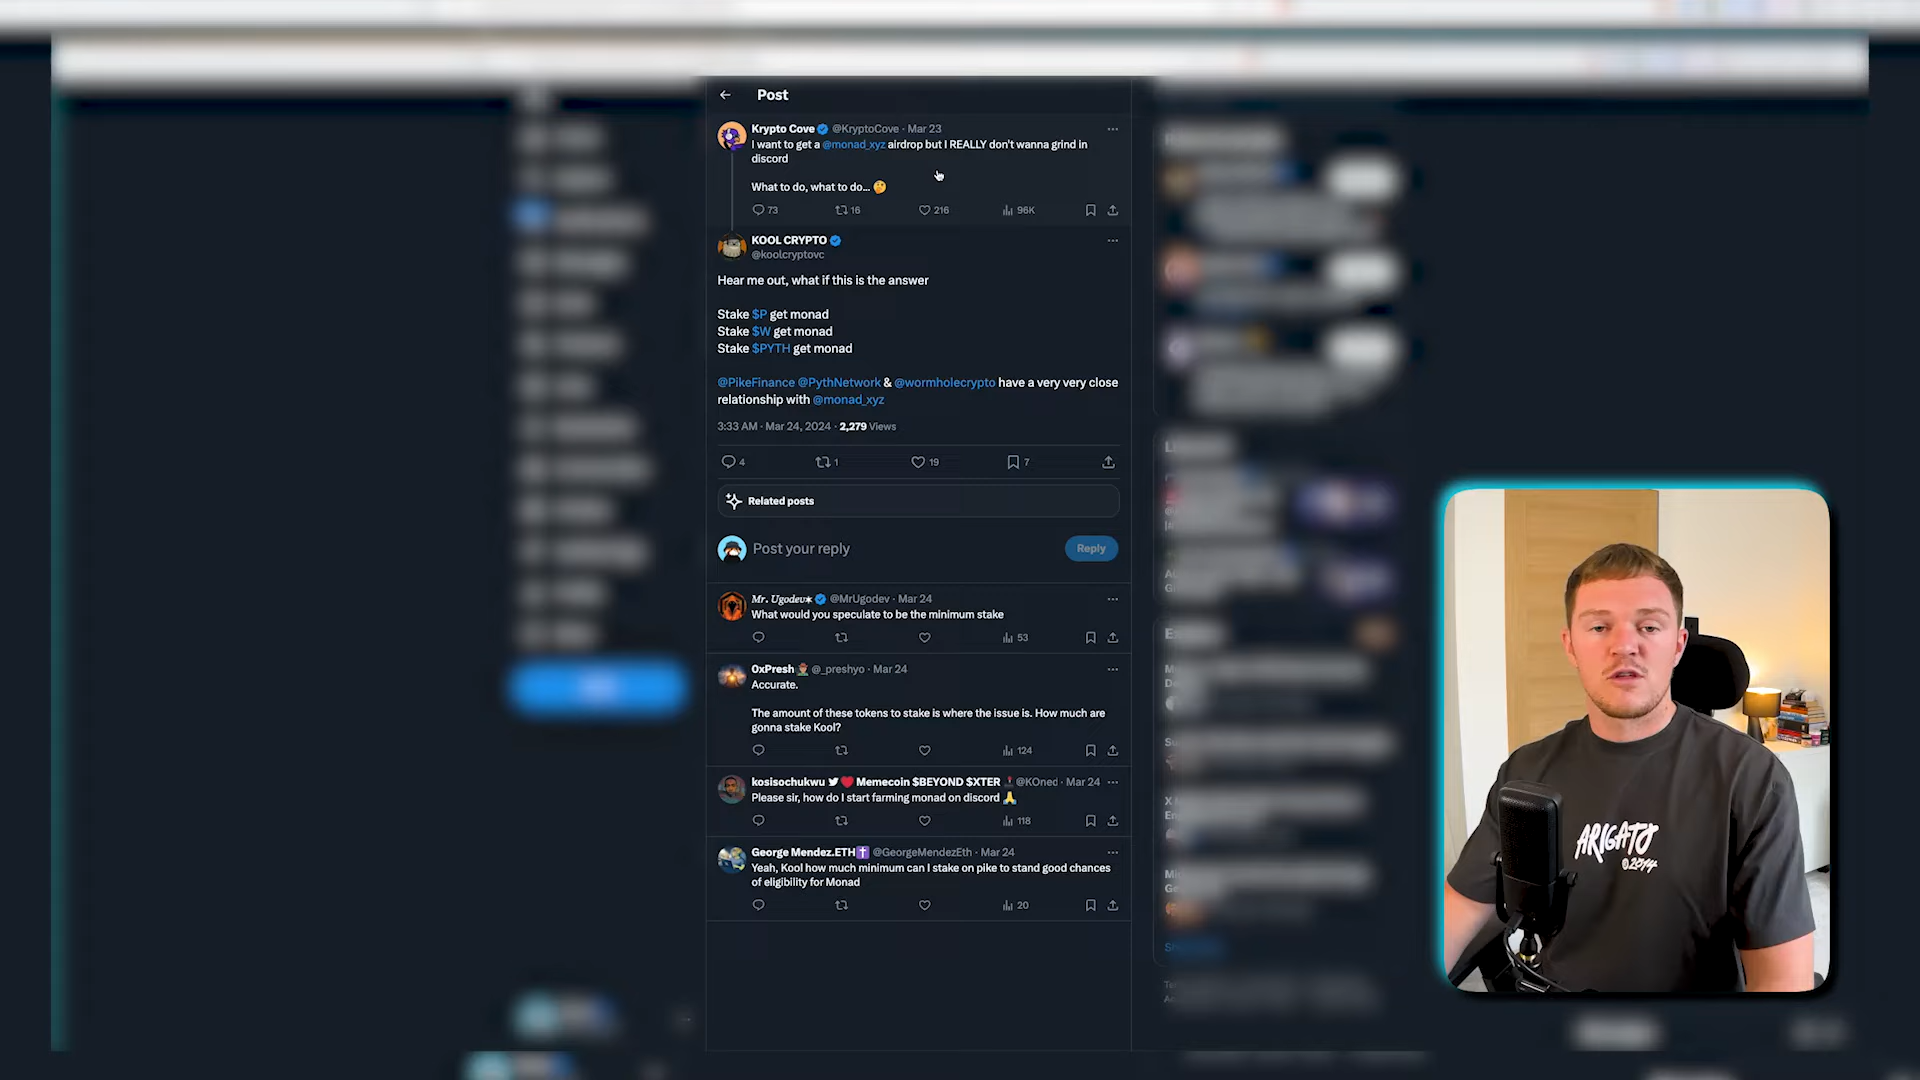 Post
Krypto Cove @KryptoCove · Mar 23
I want to get a @monad_xyz airdrop but I REALLY don't wanna grind in
discord
What to do, what to do... 🤔
73 16 216 96K
KOOL CRYPTO
@koolcryptovc
Hear me out, what if this is the answer
Stake $P get monad
Stake $W get monad
Stake $PYTH get monad
@PikeFinance @PythNetwork & @wormholecrypto have a very very close
relationship with @monad_xyz
3:33 AM · Mar 24, 2024 · 2,279 Views
4 1 19 7
Related posts
Post your reply
Reply
Mr. Ugodev✶ @MrUgodev · Mar 24
What would you speculate to be the minimum stake
53
0xPresh @_preshyo · Mar 24
Accurate.
The amount of these tokens to stake is where the issue is. How much are
gonna stake Kool?
124
kosisochukwu Memecoin $BEYOND $XTER @KOned · Mar 24
Please sir, how do I start farming monad on discord 🙏
118
George Mendez.ETH✝️ @GeorgeMendezEth · Mar 24
Yeah, Kool how much minimum can I stake on pike to stand good chances
of eligibility for Monad
20
ARIGATO
©2014